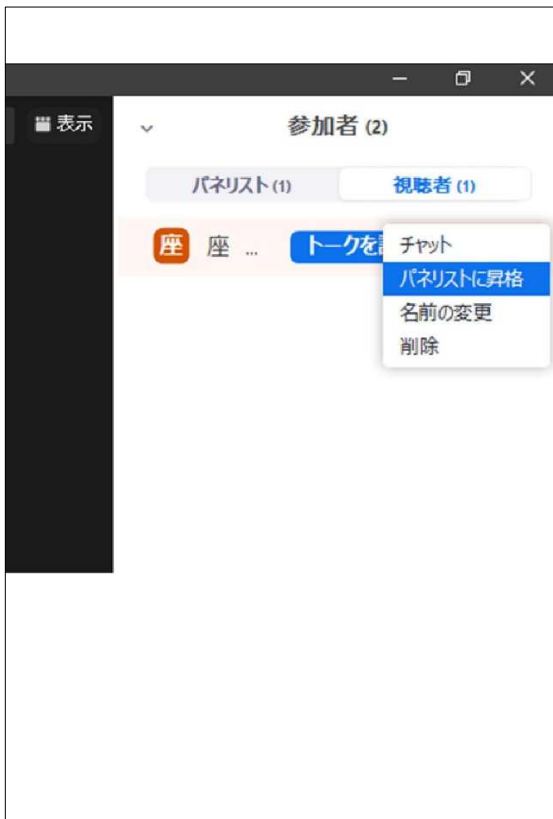 表示
参加者 (2)
パネリスト (1)
視聴者 (1)
座 座 ...
トークを
チャット
パネリストに昇格
名前の変更
削除